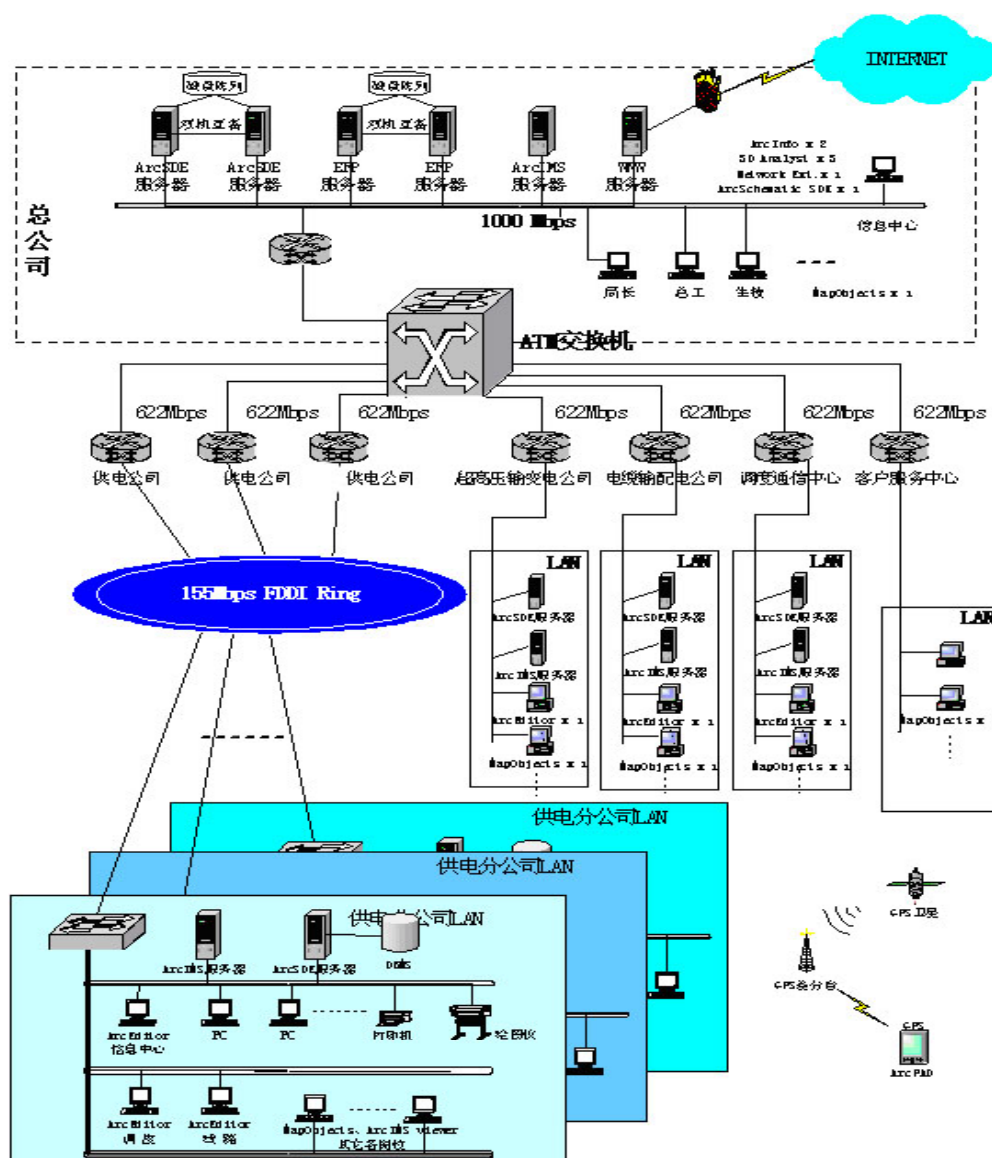 INTERNET
磁盘阵列
磁盘阵列
双机互备
双机互备
ArcSDE
服务器
ArcSDE
服务器
ERP
服务器
ERP
服务器
ArcIMS
服务器
WWW
服务器
ArcInfo x 2
3D Analyst x 5
Network Ext. x 1
ArcSchematic SDE x 1
信息中心
总公司
1000 Mbps
局长
总工
生技
MapObjects x 1
ATM交换机
622Mbps
622Mbps
622Mbps
622Mbps
622Mbps
622Mbps
622Mbps
供电公司
供电公司
供电公司
超高压输变电公司
电缆输配电公司
调度通信中心
客户服务中心
155Mbps FDDI Ring
LAN
ArcSDE服务器
ArcIMS服务器
ArcEditor x 1
MapObjects x 1
LAN
ArcSDE服务器
ArcIMS服务器
ArcEditor x 1
MapObjects x 1
LAN
ArcSDE服务器
ArcIMS服务器
ArcEditor x 1
MapObjects x 1
LAN
MapObjects x
供电分公司LAN
供电分公司LAN
供电分公司LAN
ArcIMS服务器
ArcSDE服务器
DBMS
ArcEditor
信息中心
PC
PC
打印机
绘图仪
ArcEditor
调度
ArcEditor
线路
MapObjects、ArcIMS viewer
其它各岗位
GPS卫星
GPS差分台
GPS
ArcPAD